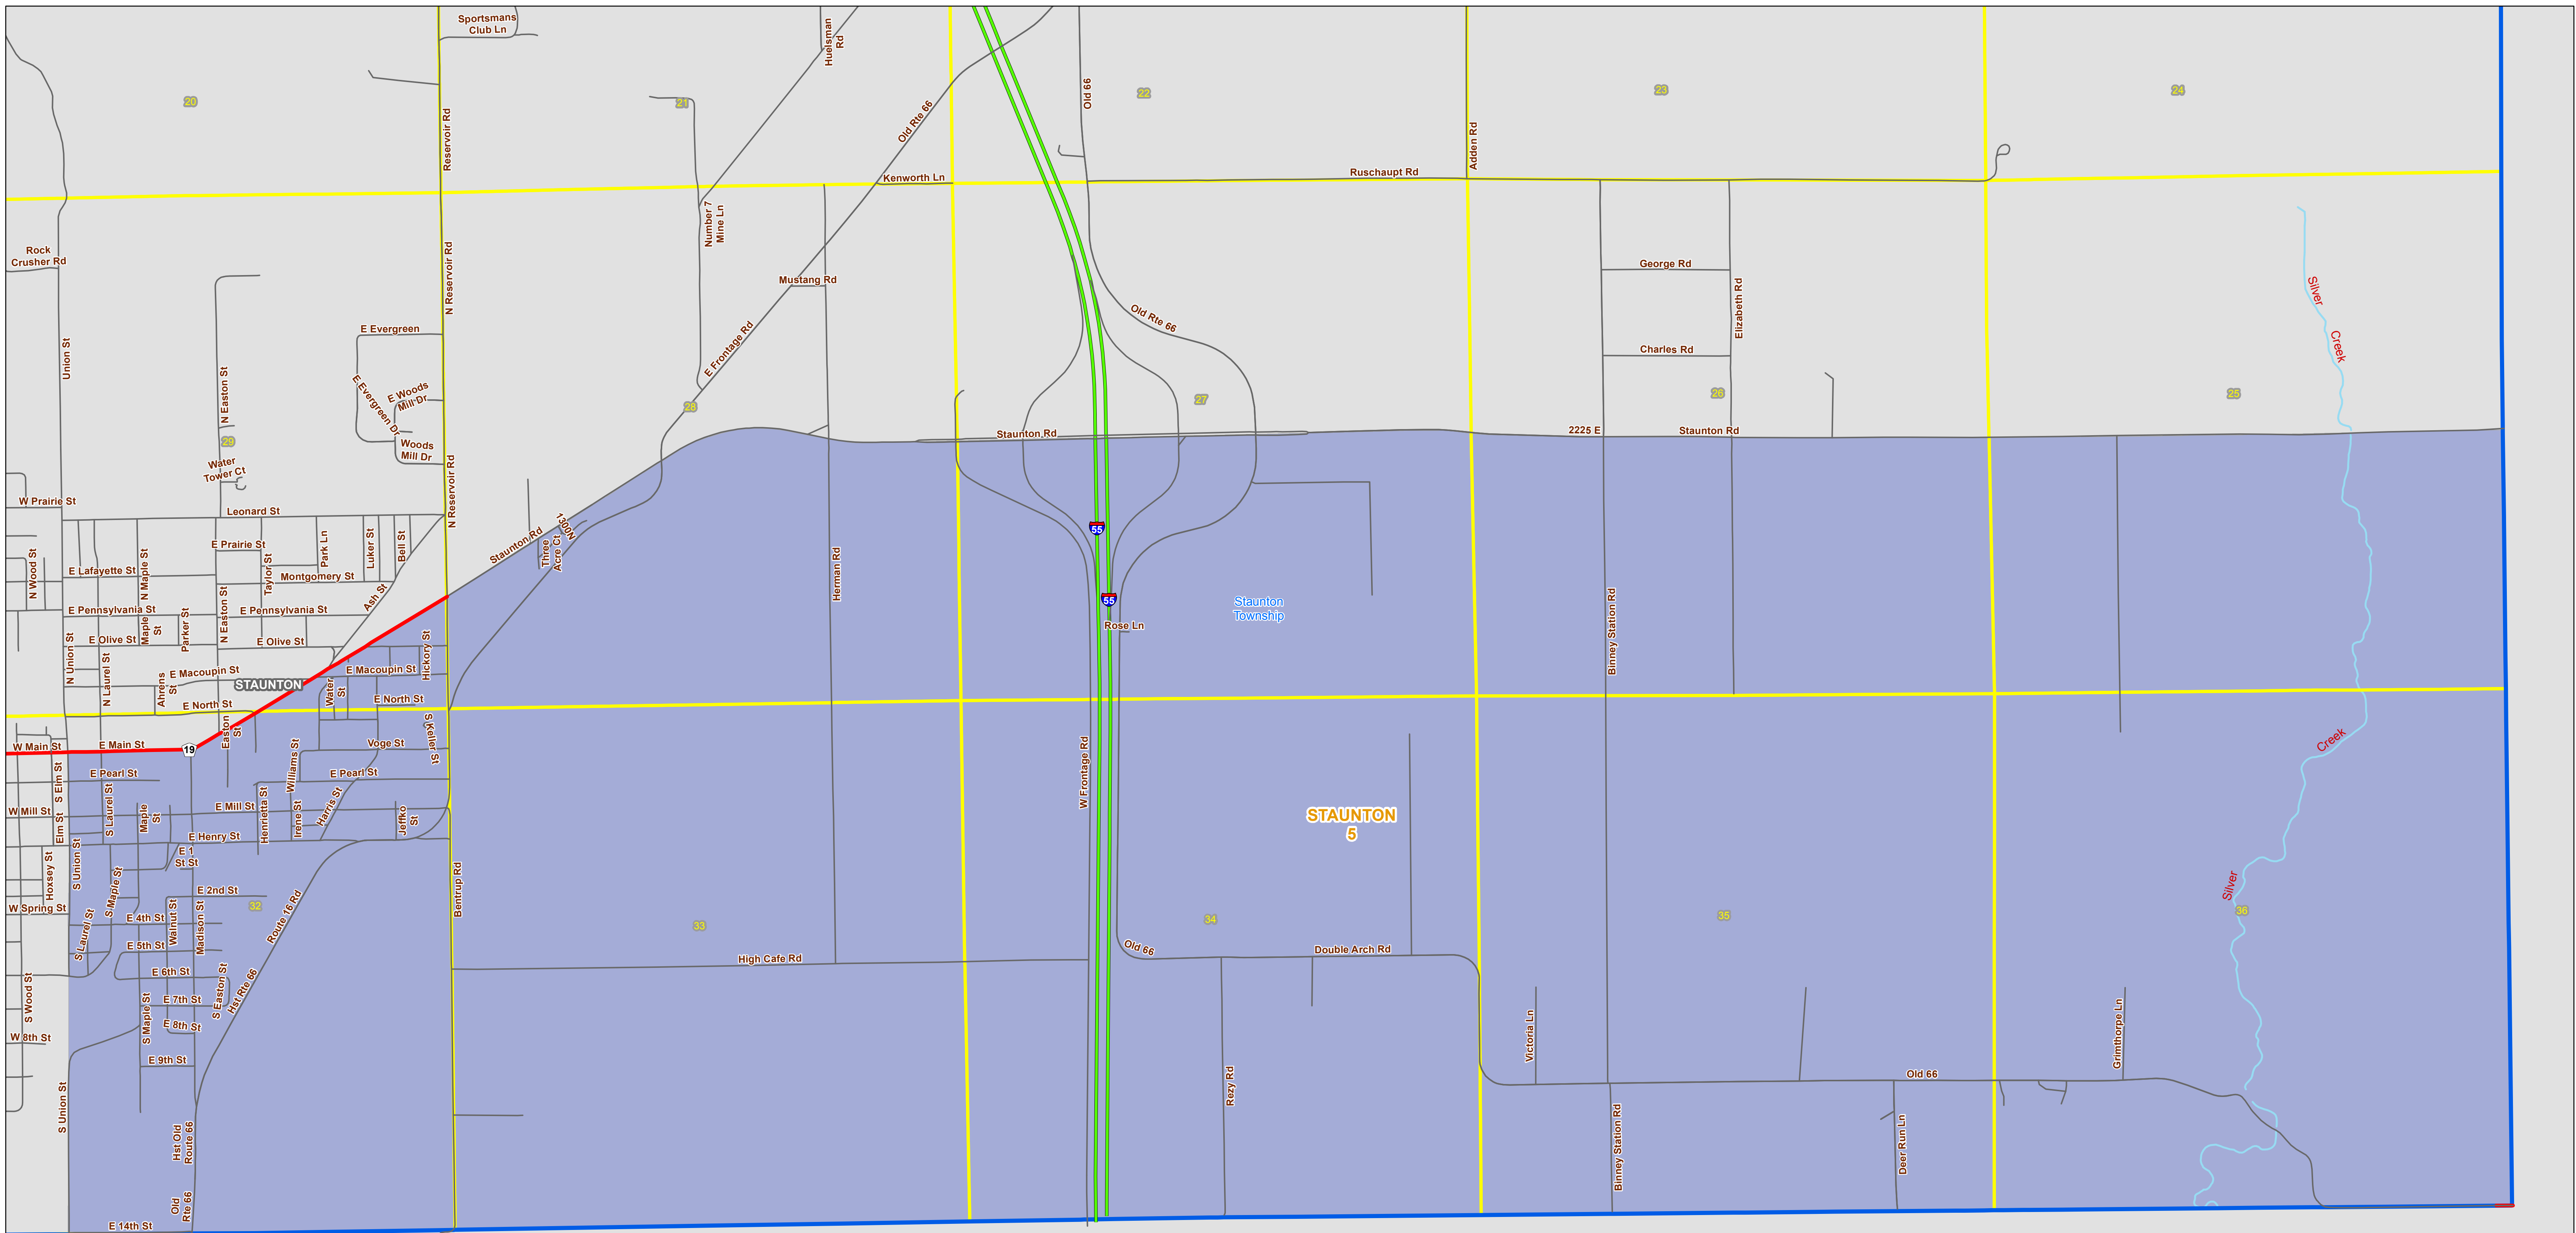 Sportsmans
Club Ln
Huelsman
Rd
20
21
22
23
24
Old 66
Old Rte 66
Reservoir Rd
Adden Rd
Kenworth Ln
Ruschaupt Rd
Number 7
Mine Ln
Rock
Crusher Rd
N Reservoir Rd
Mustang Rd
George Rd
Elizabeth Rd
Silver
Creek
Old Rte 66
E Evergreen
E Frontage Rd
Union St
Charles Rd
N Easton St
E Evergreen Dr
E Woods
Mill Dr
28
27
26
25
29
Woods
Mill Dr
Staunton Rd
2225 E
Staunton Rd
Water
Tower Ct
N Reservoir Rd
W Prairie St
Leonard St
55
Staunton Rd
1300N
Three
Acre Ct
E Prairie St
Park Ln
Luker St
Bell St
N Wood St
E Lafayette St
N Maple St
Taylor St
Montgomery St
Herman Rd
Ash St
55
Staunton
Township
E Pennsylvania St
E Pennsylvania St
Parker St
N Easton St
Maple
St
Rose Ln
Binney Station Rd
N Union St
E Olive St
E Olive St
Hickory St
N Laurel St
E Macoupin St
E Macoupin St
STAUNTON
Ahrens
St
Water
St
E North St
E North St
Easton
St
S Keller St
W Main St
E Main St
19
Voge St
Creek
W Frontage Rd
E Pearl St
Williams St
E Pearl St
S Elm St
S Laurel St
W Mill St
Maple
St
E Mill St
Henrietta St
Irene St
Harris St
Jeffko
St
STAUNTON
5
Elm St
E Henry St
E 1
St St
S Union St
Hoxsey St
S Maple St
Bentrup Rd
Silver
E 2nd St
32
33
34
35
36
W Spring St
E 4th St
Walnut St
Madison St
Route 16 Rd
S Laurel St
E 5th St
Old 66
Double Arch Rd
High Cafe Rd
E 6th St
S Easton St
Hst Rte 66
S Wood St
E 7th St
S Maple St
E 8th St
W 8th St
Victoria Ln
Grimthorpe Ln
E 9th St
Old 66
Rezzy Rd
S Union St
Hst Old
Route 66
Binney Station Rd
Deer Run Ln
Old
Rte 66
E 14th St